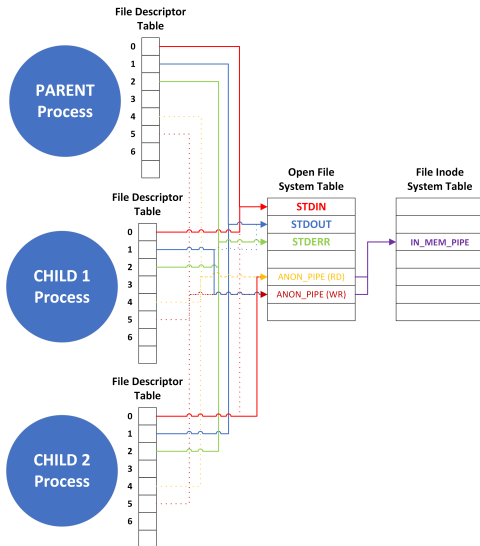 File Descriptor
Table
PARENT
Process
0
1
2
3
4
5
6
Open File
System Table
File Inode
System Table
STDIN
STDOUT
STDERR
IN_MEM_PIPE
ANON_PIPE (RD)
ANON_PIPE (WR)
File Descriptor
Table
CHILD 1
Process
0
1
2
3
4
5
6
File Descriptor
Table
CHILD 2
Process
0
1
2
3
4
5
6